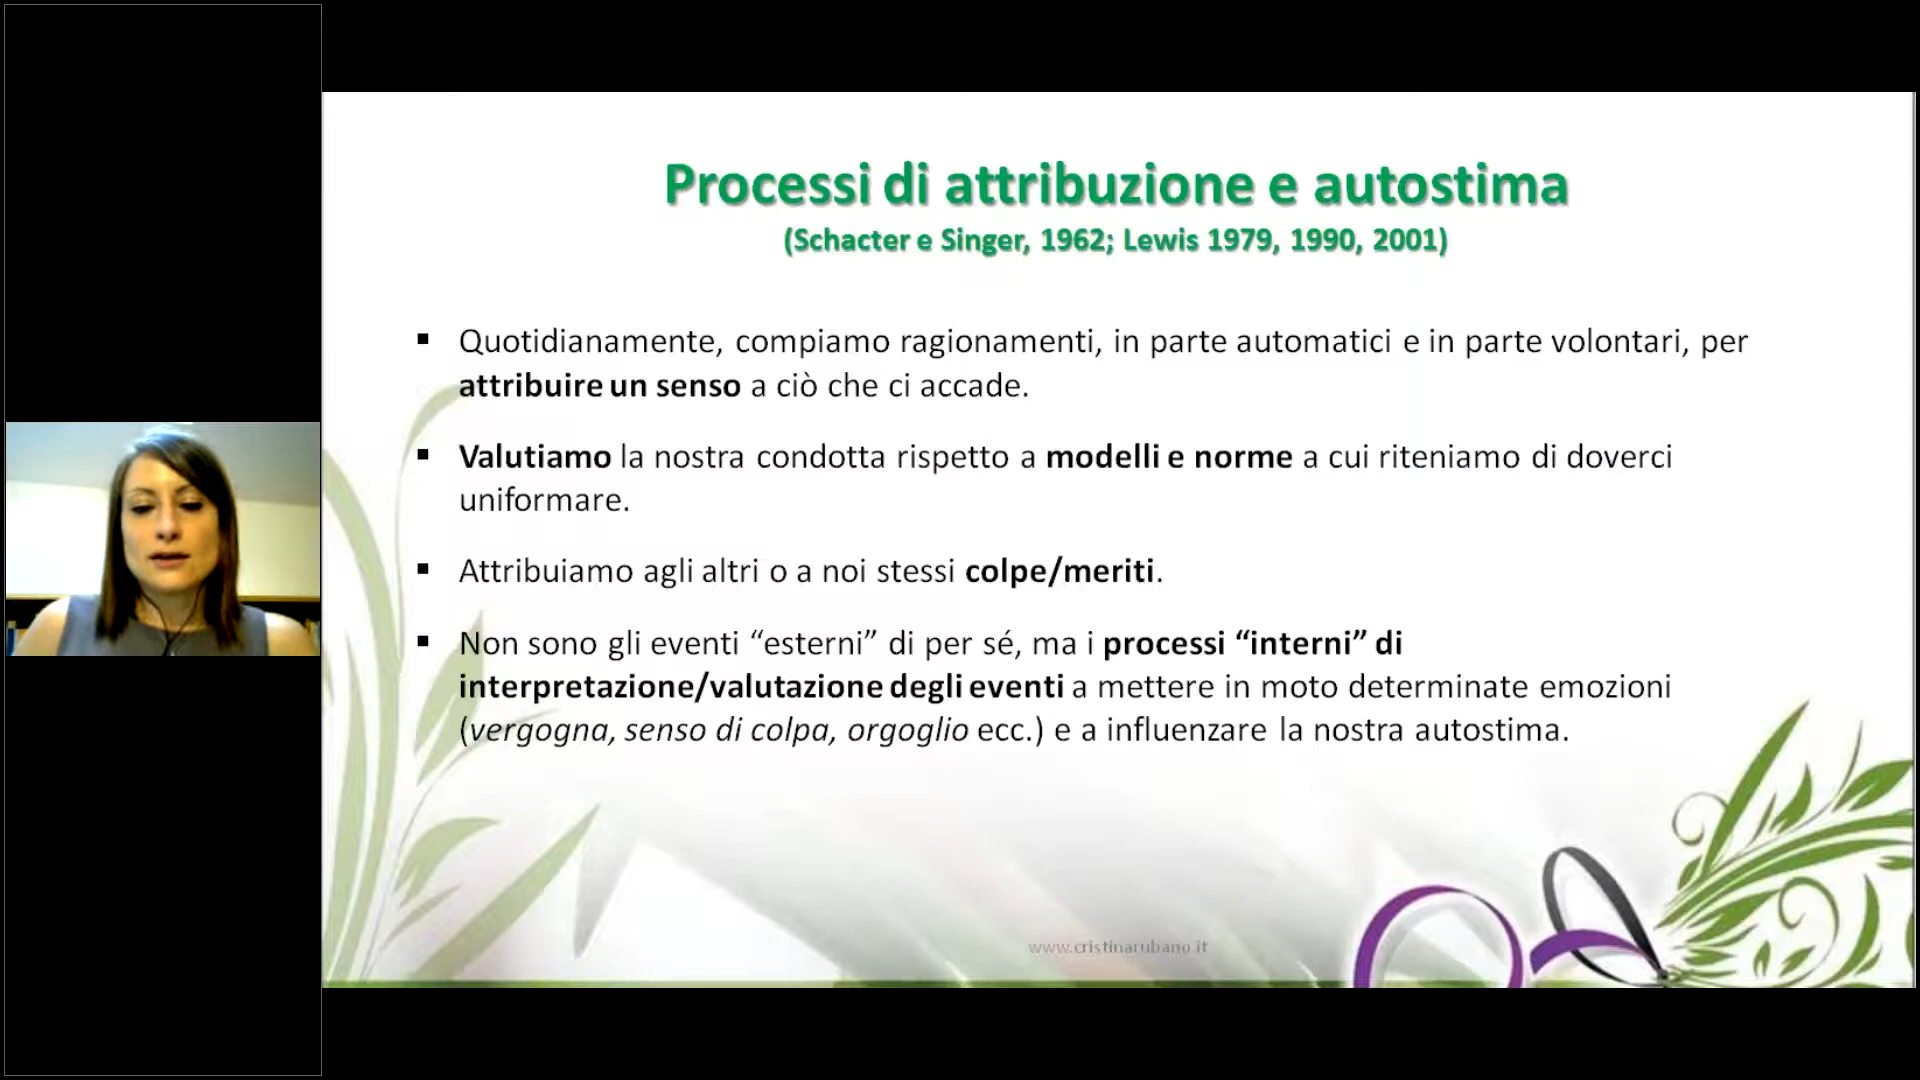 Processi di attribuzione e autostima
(Schacter e Singer, 1962; Lewis 1979, 1990, 2001)
▪ Quotidianamente, compiamo ragionamenti, in parte automatici e in parte volontari, per
attribuire un senso a ciò che ci accade.
▪ Valutiamo la nostra condotta rispetto a modelli e norme a cui riteniamo di doverci
uniformare.
▪ Attribuiamo agli altri o a noi stessi colpe/meriti.
▪ Non sono gli eventi “esterni” di per sé, ma i processi “interni” di
interpretazione/valutazione degli eventi a mettere in moto determinate emozioni
(vergogna, senso di colpa, orgoglio ecc.) e a influenzare la nostra autostima.
www.cristinarubano.it